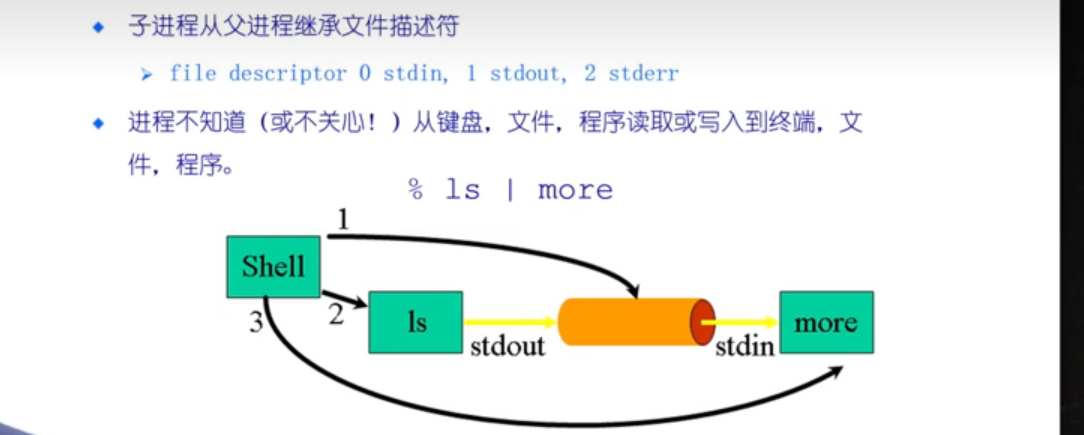 子进程从父进程继承文件描述符
file descriptor 0 stdin, 1 stdout, 2 stderr
进程不知道（或不关心！）从键盘，文件，程序读取或写入到终端，文
件，程序。
% ls | more
1
Shell
2
3
ls
stdout
stdin
more